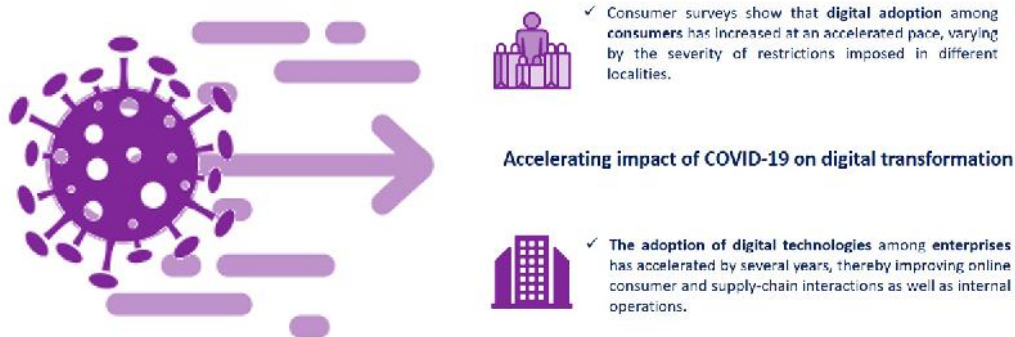 ✓ Consumer surveys show that digital adoption among
consumers has increased at an accelerated pace, varying
by the severity of restrictions imposed in different
localities.
Accelerating impact of COVID-19 on digital transformation
✓ The adoption of digital technologies among enterprises
has accelerated by several years, thereby improving online
consumer and supply-chain interactions as well as internal
operations.